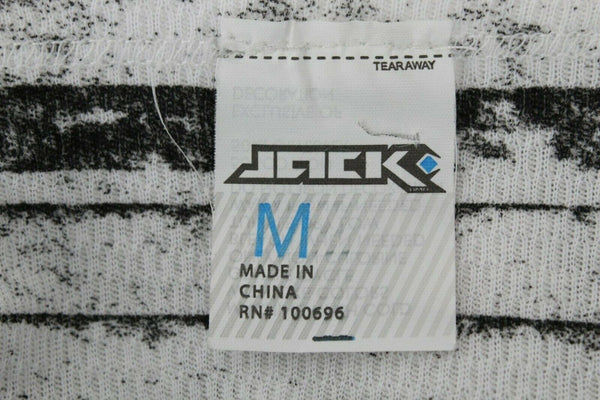 TEARAWAY
JACK
M
MADE IN
CHINA
RN# 100696